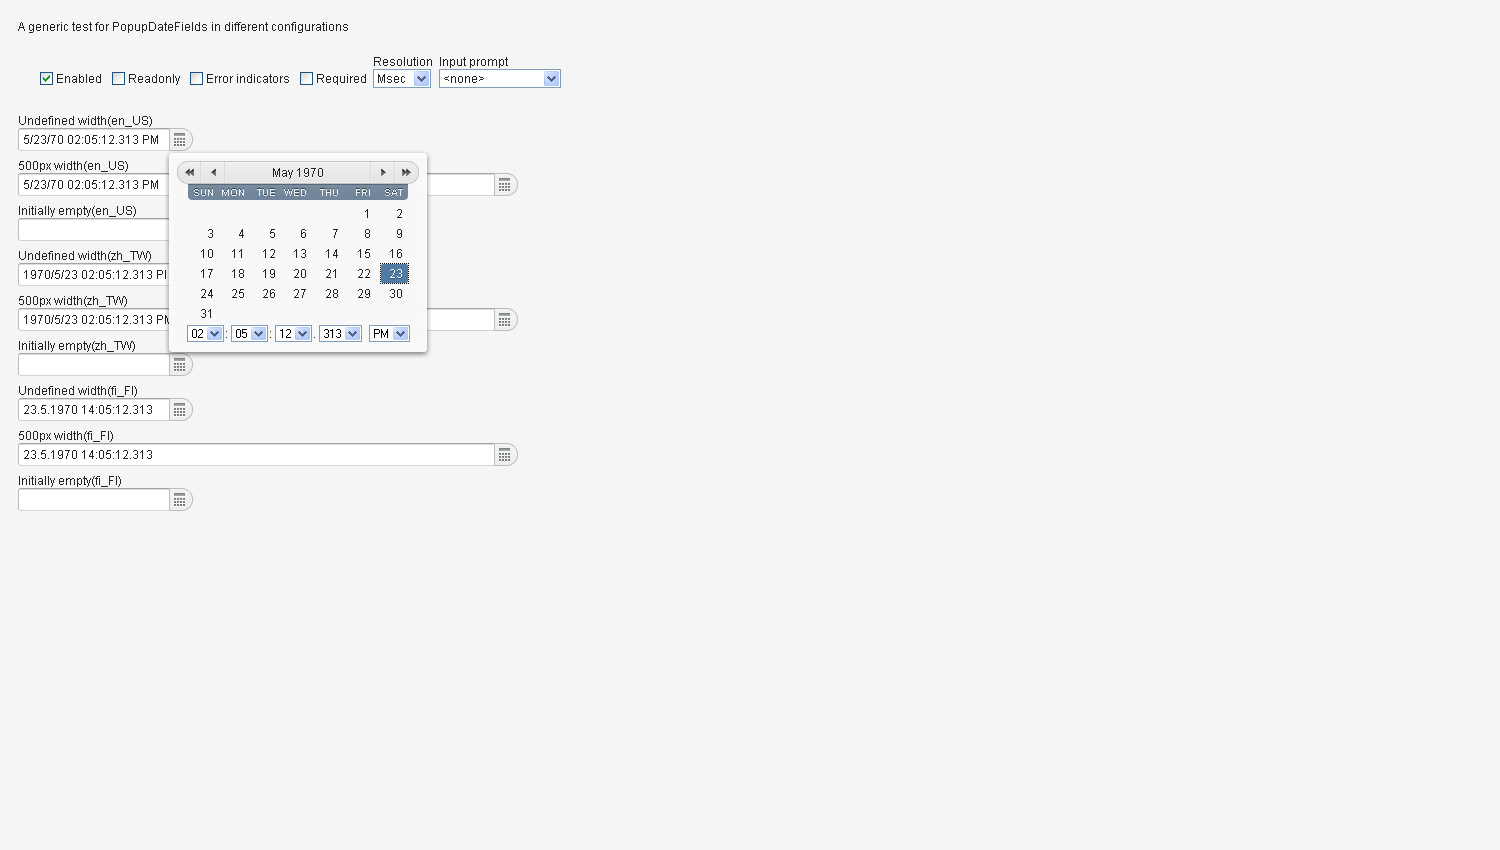 A generic test for PopupDateFields in different configurations
Resolution Input prompt
Enabled Readonly Error indicators Required Msec <none>
Undefined width(en_US)
5/23/70 02:05:12.313 PM
500px width(en_US)
5/23/70 02:05:12.313 PM
Initially empty(en_US)
Undefined width(zh_TW)
1970/5/23 02:05:12.313
500px width(zh_TW)
1970/5/23 02:05:12.313 PM
Initially empty(zh_TW)
Undefined width(fi_FI)
23.5.1970 14:05:12.313
500px width(fi_FI)
23.5.1970 14:05:12.313
Initially empty(fi_FI)
May 1970
SUN MON TUE WED THU FRI SAT
1 2
3 4 5 6 7 8 9
10 11 12 13 14 15 16
17 18 19 20 21 22 23
24 25 26 27 28 29 30
31
02 : 05 : 12 . 313 PM